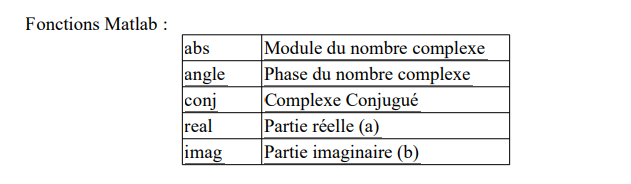 Fonctions Matlab :
abs Module du nombre complexe
angle Phase du nombre complexe
conj Complexe Conjugué
real Partie réelle (a)
imag Partie imaginaire (b)